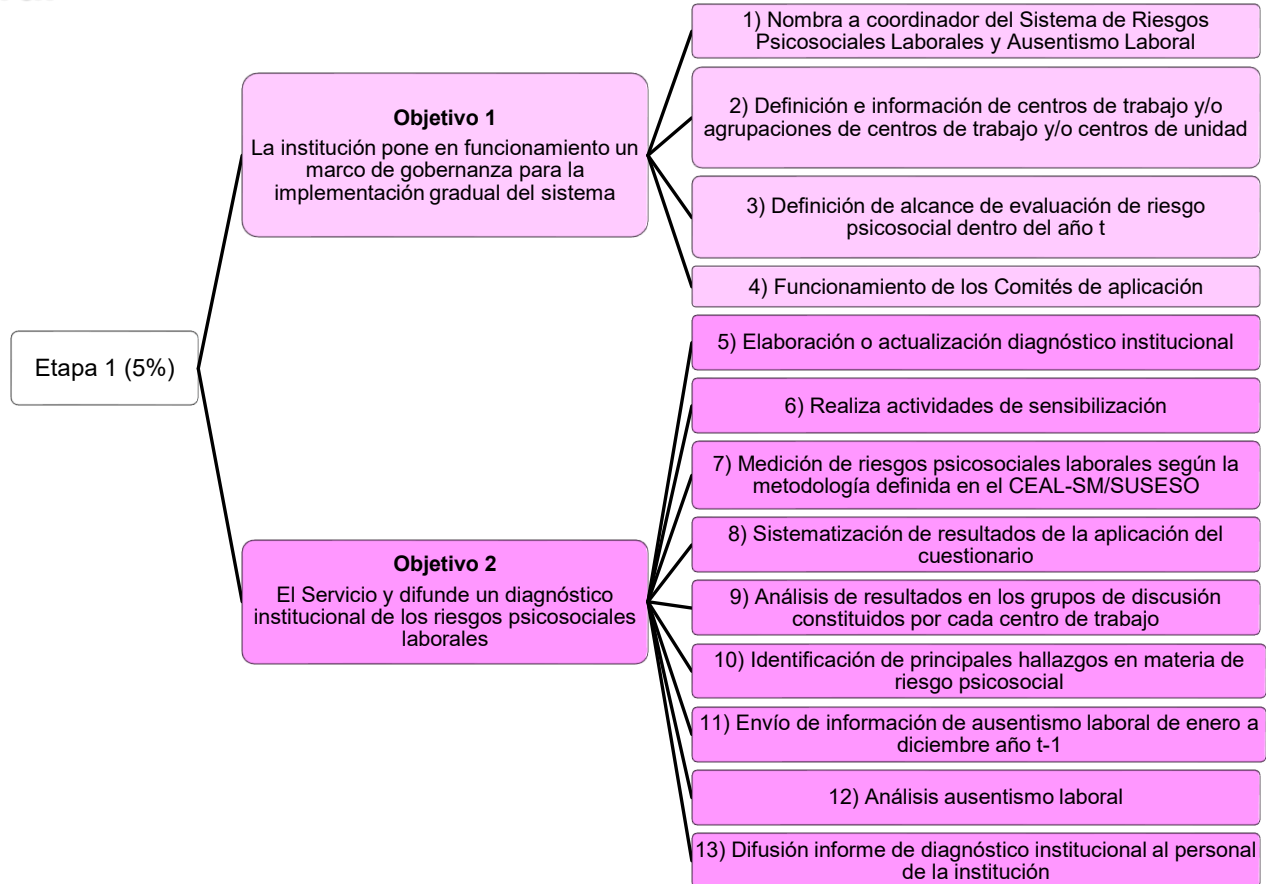 Etapa 1 (5%)
Objetivo 1
La institución pone en funcionamiento un
marco de gobernanza para la
implementación gradual del sistema
1) Nombra a coordinador del Sistema de Riesgos
Psicosociales Laborales y Ausentismo Laboral
2) Definición e información de centros de trabajo y/o
agrupaciones de centros de trabajo y/o centros de unidad
3) Definición de alcance de evaluación de riesgo
psicosocial dentro del año t
4) Funcionamiento de los Comités de aplicación
Objetivo 2
El Servicio y difunde un diagnóstico
institucional de los riesgos psicosociales
laborales
5) Elaboración o actualización diagnóstico institucional
6) Realiza actividades de sensibilización
7) Medición de riesgos psicosociales laborales según la
metodología definida en el CEAL-SM/SUSESO
8) Sistematización de resultados de la aplicación del
cuestionario
9) Análisis de resultados en los grupos de discusión
constituidos por cada centro de trabajo
10) Identificación de principales hallazgos en materia de
riesgo psicosocial
11) Envío de información de ausentismo laboral de enero a
diciembre año t-1
12) Análisis ausentismo laboral
13) Difusión informe de diagnóstico institucional al personal
de la institución